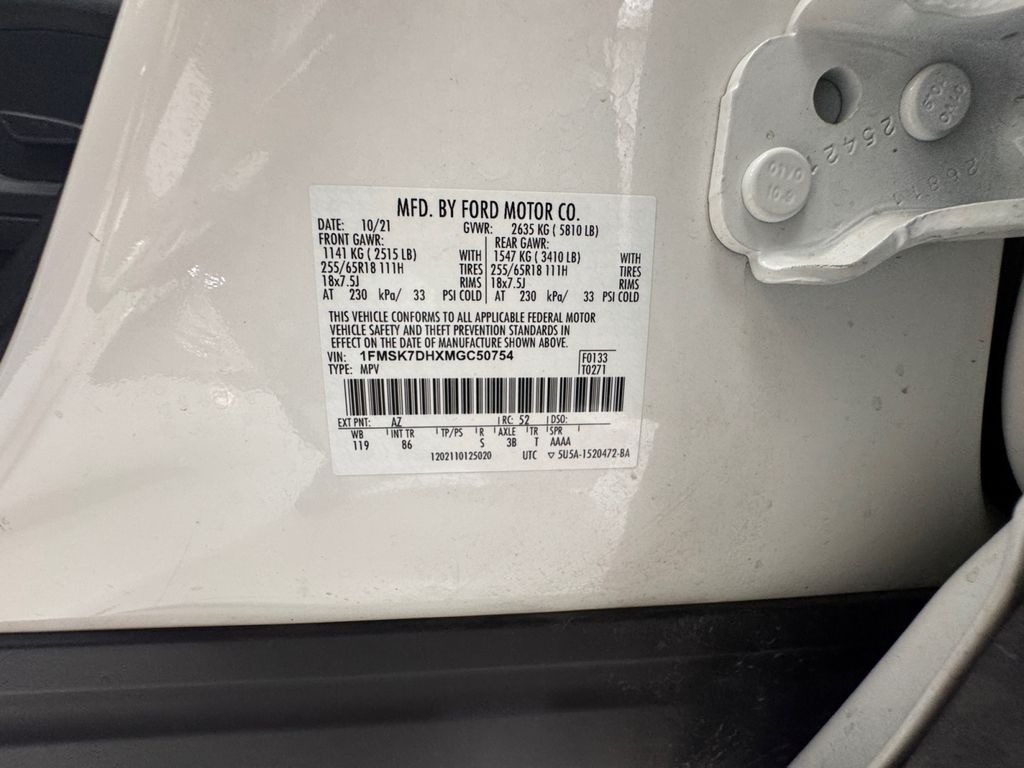 MFD. BY FORD MOTOR CO.
DATE: 10/21 GVWR: 2635 KG ( 5810 LB)
FRONT GAWR: REAR GAWR:
1141 KG ( 2515 LB) WITH 1547 KG ( 3410 LB) WITH
255/65R18 111H TIRES 255/65R18 111H TIRES
18x7.5J RIMS 18x7.5J RIMS
AT 230 kPa/ 33 PSI COLD AT 230 kPa/ 33 PSI COLD
THIS VEHICLE CONFORMS TO ALL APPLICABLE FEDERAL MOTOR
VEHICLE SAFETY AND THEFT PREVENTION STANDARDS IN
EFFECT ON THE DATE OF MANUFACTURE SHOWN ABOVE.
VIN: 1FMSK7DHXMGC50754 F0133
TYPE: MPV T0271
EXT PNT: AZ RC: 52 DSO:
WB INT TR TP/PS R AXLE TR SPR
119 86 S 3B T AAAA
1202110125020 UTC ▽ 5U5A-1520472-BA
25421
10.9